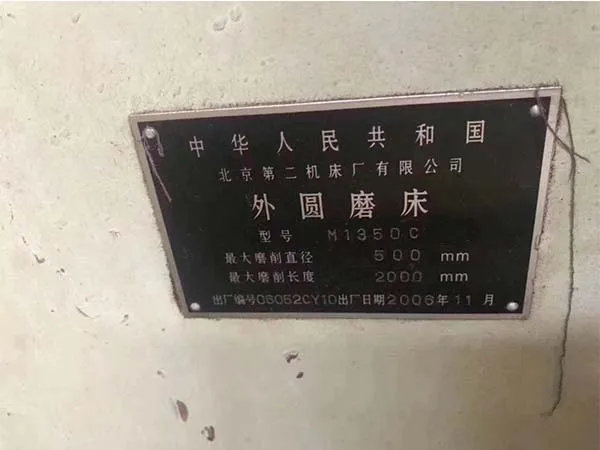 中华人民共和国
北京第二机床厂有限公司
外圆磨床
型号 M1350C
最大磨削直径 500 mm
最大磨削长度 2000 mm
出厂编号06052CY10出厂日期2006年11月